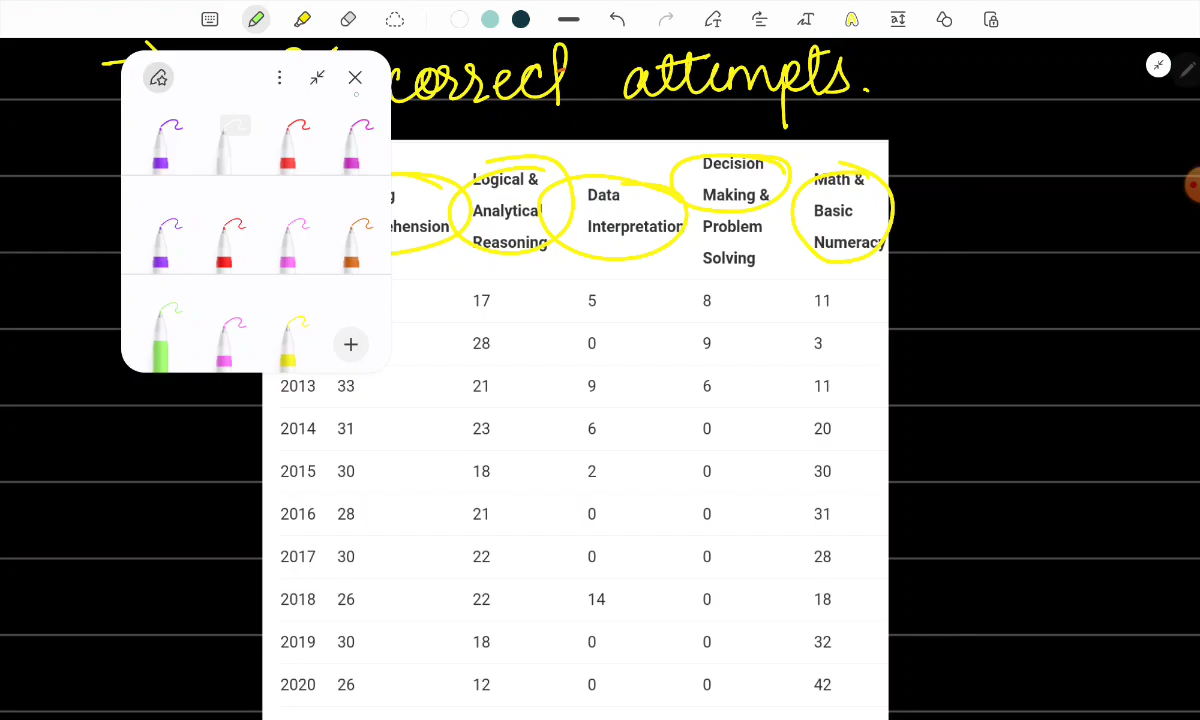 correct attempts.
Logical & Analytical Reasoning
Data Interpretation
Decision Making & Problem Solving
Math & Basic Numeracy
17 5 8 11
28 0 9 3
2013 33 21 9 6 11
2014 31 23 6 0 20
2015 30 18 2 0 30
2016 28 21 0 0 31
2017 30 22 0 0 28
2018 26 22 14 0 18
2019 30 18 0 0 32
2020 26 12 0 0 42